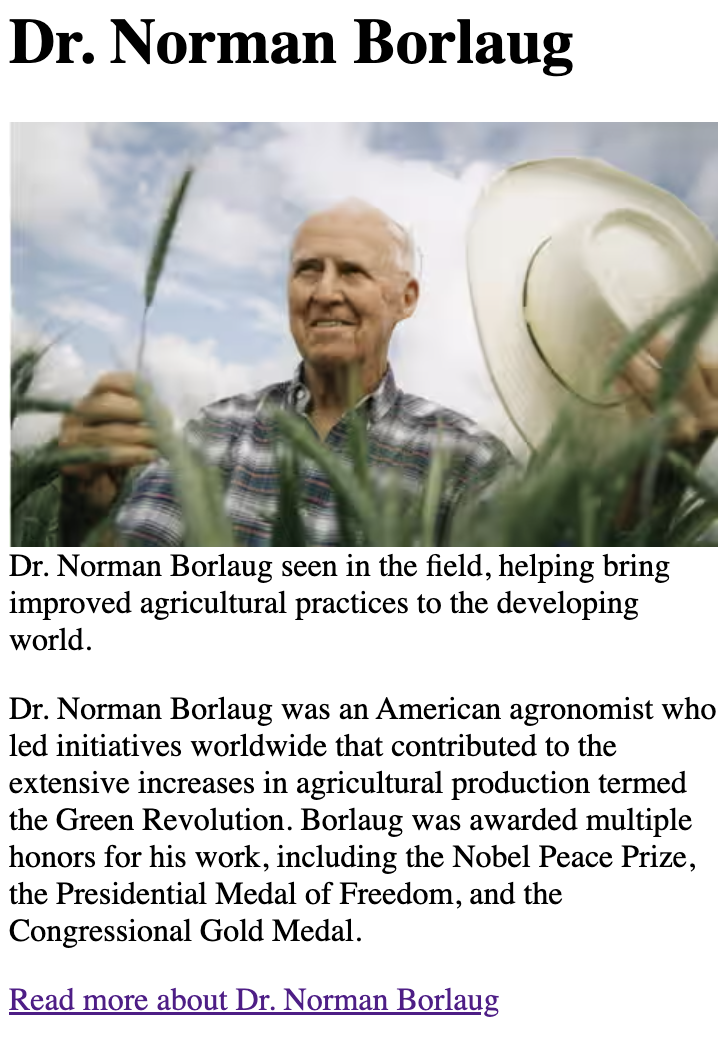 Dr. Norman Borlaug
Dr. Norman Borlaug seen in the field, helping bring
improved agricultural practices to the developing
world.
Dr. Norman Borlaug was an American agronomist who
led initiatives worldwide that contributed to the
extensive increases in agricultural production termed
the Green Revolution. Borlaug was awarded multiple
honors for his work, including the Nobel Peace Prize,
the Presidential Medal of Freedom, and the
Congressional Gold Medal.
Read more about Dr. Norman Borlaug